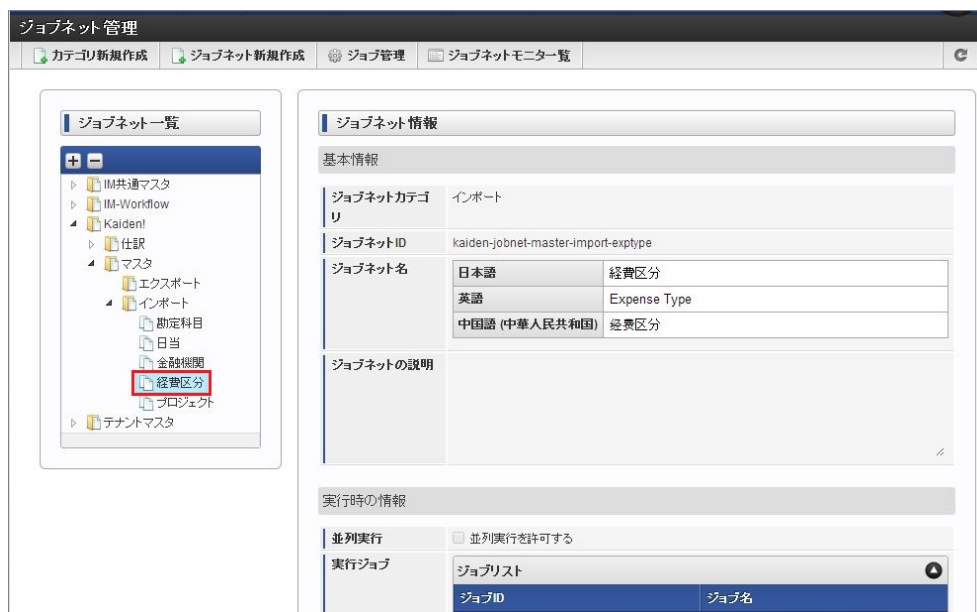 ジョブネット管理
カテゴリ新規作成 ジョブネット新規作成 ジョブ管理 ジョブネットモニタ一覧
ジョブネット一覧
IM共通マスタ
IM-Workflow
Kaiden!
仕訳
マスタ
エクスポート
インポート
勘定科目
日当
金融機関
経費区分
プロジェクト
テナントマスタ
ジョブネット情報
基本情報
ジョブネットカテゴリ インポート
ジョブネットID kaiden-jobnet-master-import-exptype
ジョブネット名
日本語 経費区分
英語 Expense Type
中国語 (中華人民共和国) 经费区分
ジョブネットの説明
実行時の情報
並列実行 並列実行を許可する
実行ジョブ
ジョブリスト
ジョブID ジョブ名